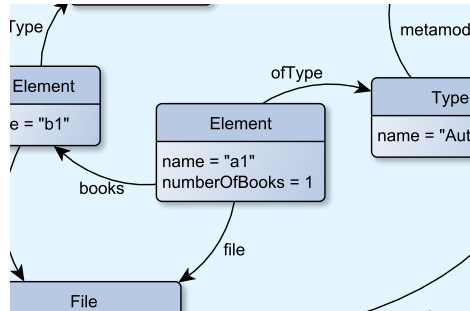 Type
metamod
Element
e = "b1"
ofType
Type
name = "Aut
Element
name = "a1"
numberOfBooks = 1
books
file
File